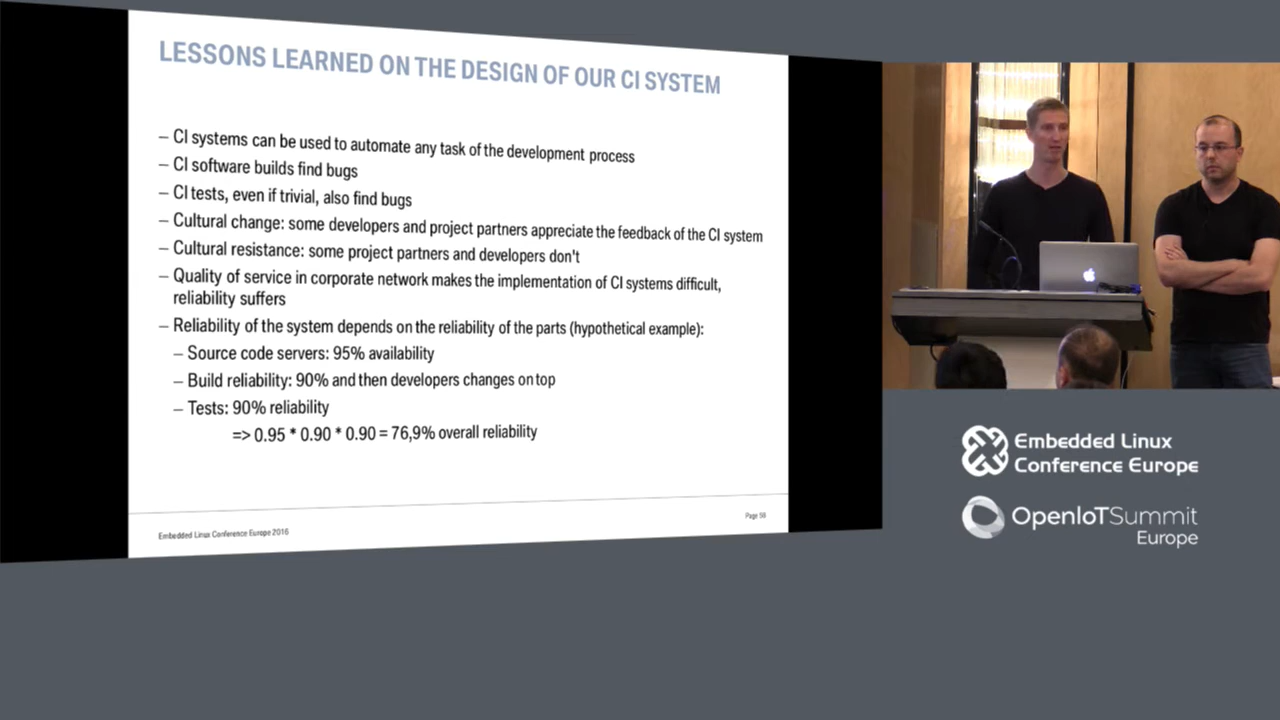 LESSONS LEARNED ON THE DESIGN OF OUR CI SYSTEM
– CI systems can be used to automate any task of the development process
– CI software builds find bugs
– CI tests, even if trivial, also find bugs
– Cultural change: some developers and project partners appreciate the feedback of the CI system
– Cultural resistance: some project partners and developers don't
– Quality of service in corporate network makes the implementation of CI systems difficult,
reliability suffers
– Reliability of the system depends on the reliability of the parts (hypothetical example):
– Source code servers: 95% availability
– Build reliability: 90% and then developers changes on top
– Tests: 90% reliability
=> 0.95 * 0.90 * 0.90 = 76,9% overall reliability
Embedded Linux Conference Europe 2016
Page 56
Embedded Linux
Conference Europe
OpenIoTSummit
Europe